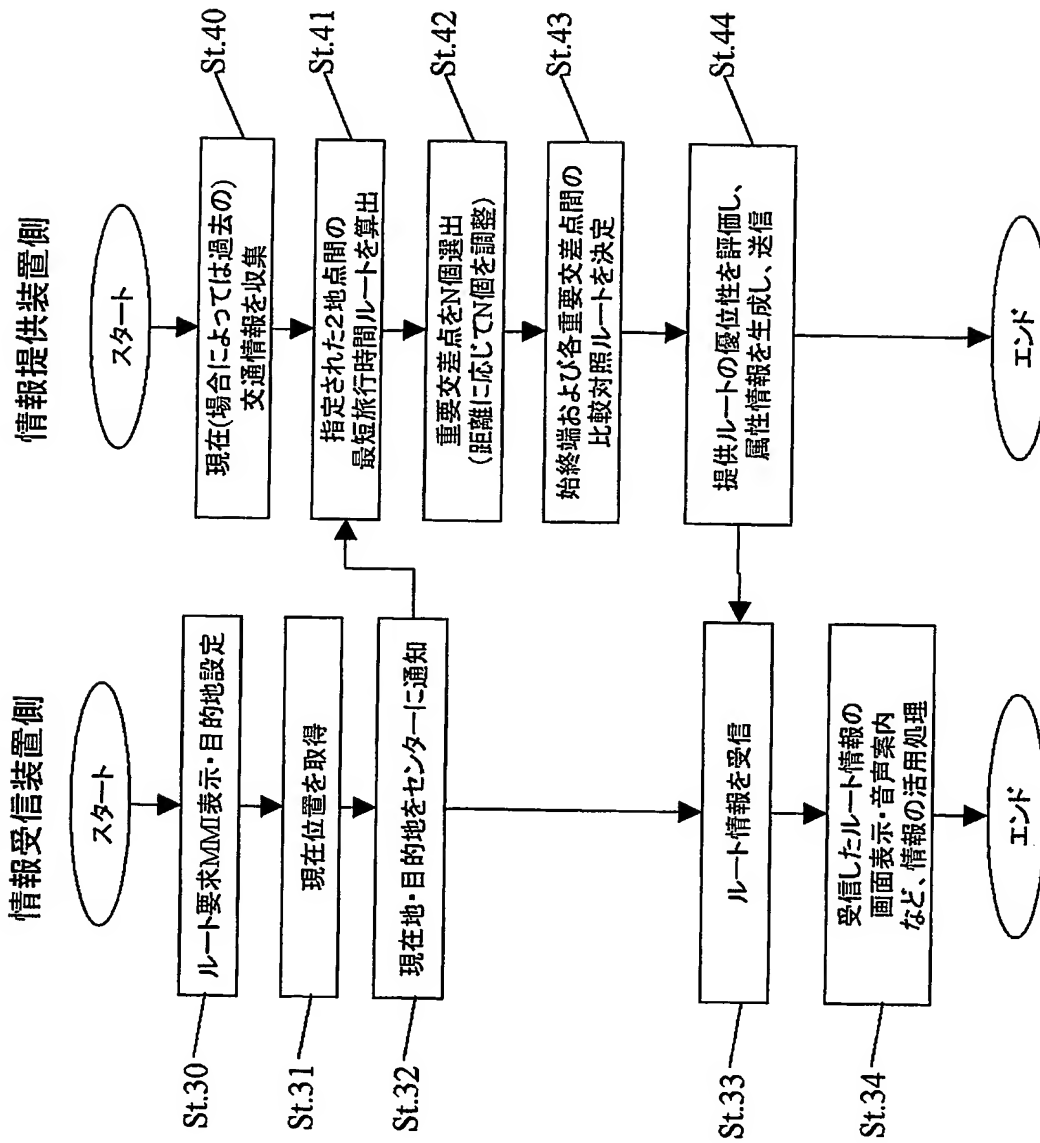 情報受信装置側
スタート
St.30
ルート要求MMI表示・目的地設定
St.31
現在位置を取得
St.32
現在地・目的地をセンターに通知
St.33
ルート情報を受信
St.34
受信したルート情報の
画面表示・音声案内
など、情報の活用処理
エンド
情報提供装置側
スタート
現在(場合によっては過去の)
交通情報を収集
St.40
指定された2地点間の
最短旅行時間ルートを算出
St.41
重要交差点をN個選出
(距離に応じてN個を調整)
St.42
始終端および各重要交差点間の
比較対照ルートを決定
St.43
提供ルートの優位性を評価し、
属性情報を生成し、送信
St.44
エンド